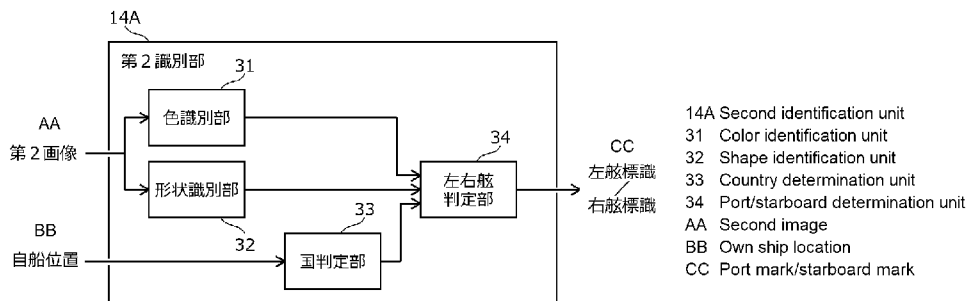 14A
第2識別部
31
色識別部
AA
第2画像
34
CC
左舷標識
右舷標識
左右舷
判定部
形状識別部
32
33
BB
自船位置
国判定部
14A Second identification unit
31 Color identification unit
32 Shape identification unit
33 Country determination unit
34 Port/starboard determination unit
AA Second image
BB Own ship location
CC Port mark/starboard mark